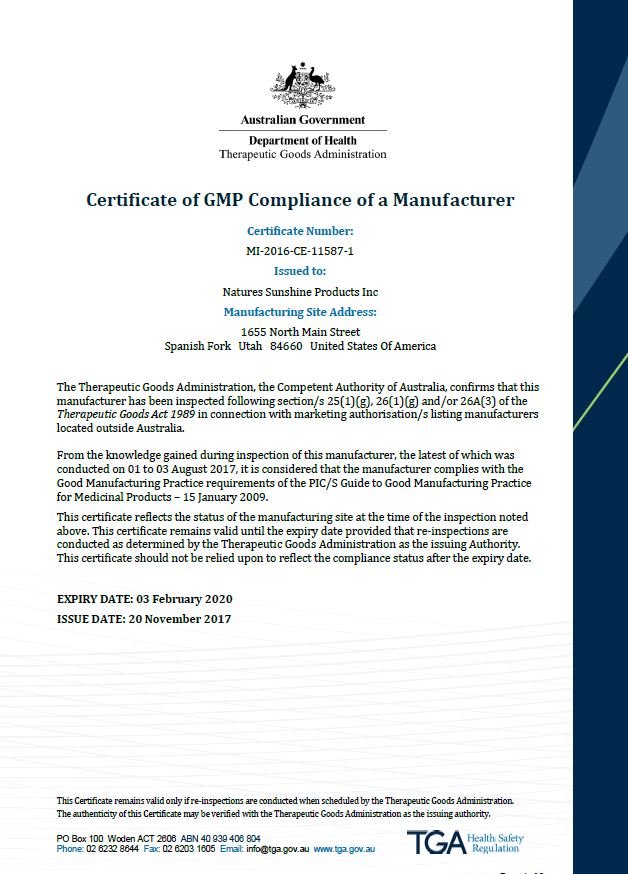 Australian Government
Department of Health
Therapeutic Goods Administration
Certificate of GMP Compliance of a Manufacturer
Certificate Number:
MI-2016-CE-11587-1
Issued to:
Natures Sunshine Products Inc
Manufacturing Site Address:
1655 North Main Street
Spanish Fork Utah 84660 United States Of America
The Therapeutic Goods Administration, the Competent Authority of Australia, confirms that this
manufacturer has been inspected following section/s 25(1)(g), 26(1)(g) and/or 26A(3) of the
Therapeutic Goods Act 1989 in connection with marketing authorisation/s listing manufacturers
located outside Australia.
From the knowledge gained during inspection of this manufacturer, the latest of which was
conducted on 01 to 03 August 2017, it is considered that the manufacturer complies with the
Good Manufacturing Practice requirements of the PIC/S Guide to Good Manufacturing Practice
for Medicinal Products – 15 January 2009.
This certificate reflects the status of the manufacturing site at the time of the inspection noted
above. This certificate remains valid until the expiry date provided that re-inspections are
conducted as determined by the Therapeutic Goods Administration as the issuing Authority.
This certificate should not be relied upon to reflect the compliance status after the expiry date.
EXPIRY DATE: 03 February 2020
ISSUE DATE: 20 November 2017
This Certificate remains valid only if re-inspections are conducted when scheduled by the Therapeutic Goods Administration.
The authenticity of this Certificate may be verified with the Therapeutic Goods Administration as the issuing authority.
PO Box 100 Woden ACT 2606 ABN 40 939 406 804
Phone: 02 6232 8644 Fax: 02 6203 1605 Email: info@tga.gov.au www.tga.gov.au
TGA Health Safety
Regulation